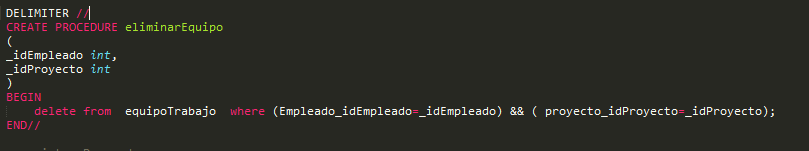 DELIMITER //
CREATE PROCEDURE eliminarEquipo
(
_idEmpleado int,
_idProyecto int
)
BEGIN
    delete from  equipoTrabajo  where (Empleado_idEmpleado=_idEmpleado) && ( proyecto_idProyecto=_idProyecto);
END//